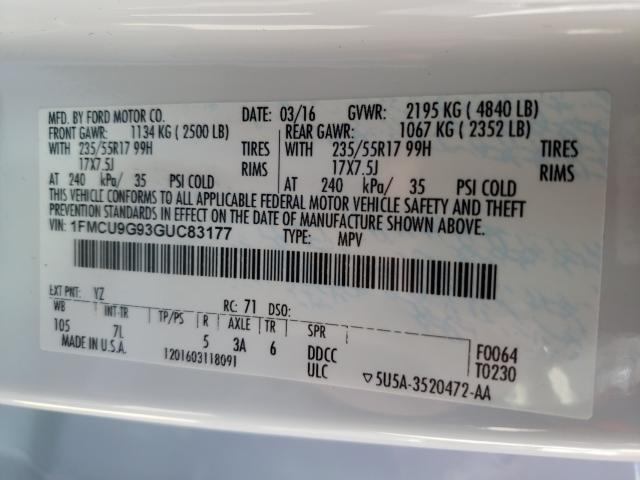 MFD. BY FORD MOTOR CO. DATE: 03/16 GVWR: 2195 KG ( 4840 LB)
FRONT GAWR: 1134 KG ( 2500 LB) REAR GAWR: 1067 KG ( 2352 LB)
WITH 235/55R17 99H TIRES WITH 235/55R17 99H TIRES
17X7.5J RIMS 17X7.5J RIMS
AT 240 kPa/ 35 PSI COLD AT 240 kPa/ 35 PSI COLD
THIS VEHICLE CONFORMS TO ALL APPLICABLE FEDERAL MOTOR VEHICLE SAFETY AND THEFT
PREVENTION STANDARDS IN EFFECT ON THE DATE OF MANUFACTURE SHOWN ABOVE.
VIN: 1FMCU9G93GUC83177 TYPE: MPV
EXT PNT: YZ RC: 71 DSO:
WB INT-TR TP/PS R AXLE TR SPR
105 7L 5 3A 6 DDCC F0064
MADE IN U.S.A. 1201603118091 ULC T0230
▽5U5A-3520472-AA